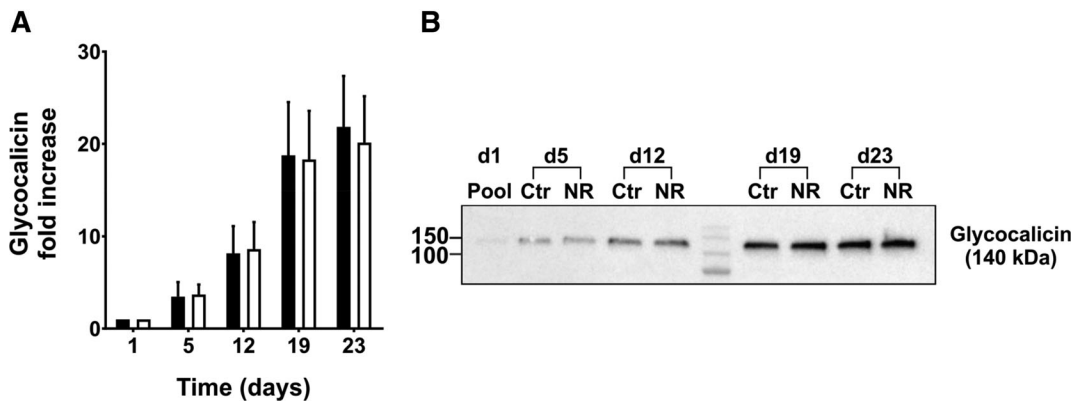 A
Glycocalicin
fold increase
30
20
10
0
1 5 12 19 23
Time (days)
B
d1 d5 d12 d19 d23
Pool Ctr NR Ctr NR Ctr NR Ctr NR
150
100
Glycocalicin
(140 kDa)